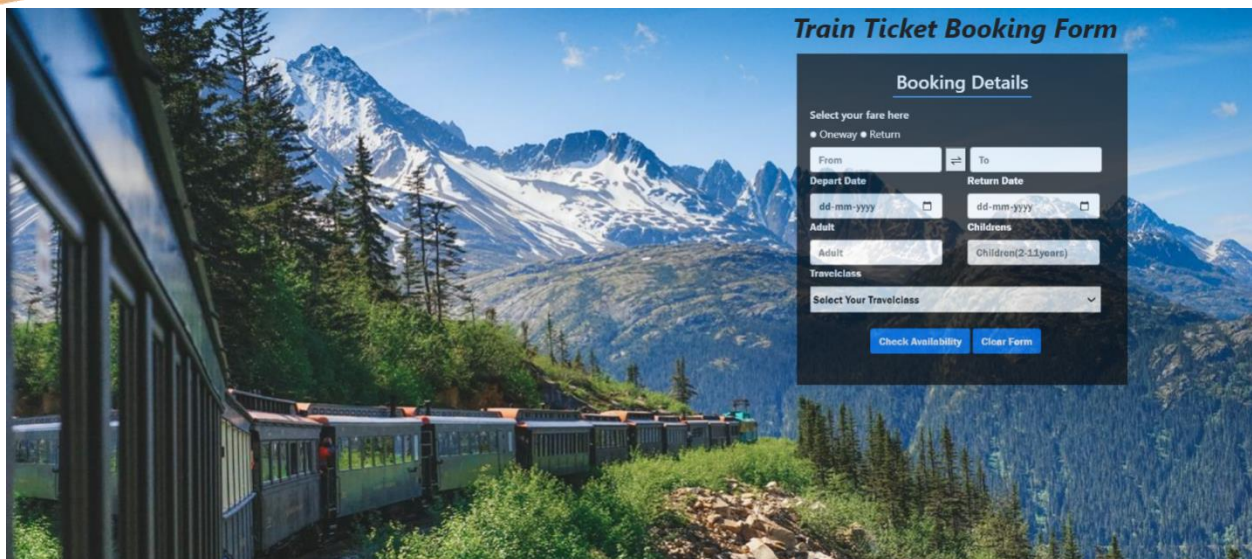 Train Ticket Booking Form
Booking Details
Select your fare here
Oneway Return
From ⇌ To
Depart Date Return Date
dd-mm-yyyy dd-mm-yyyy
Adult Childrens
Adult Children(2-11years)
Travelclass
Select Your Travelclass
Check Availability Clear Form